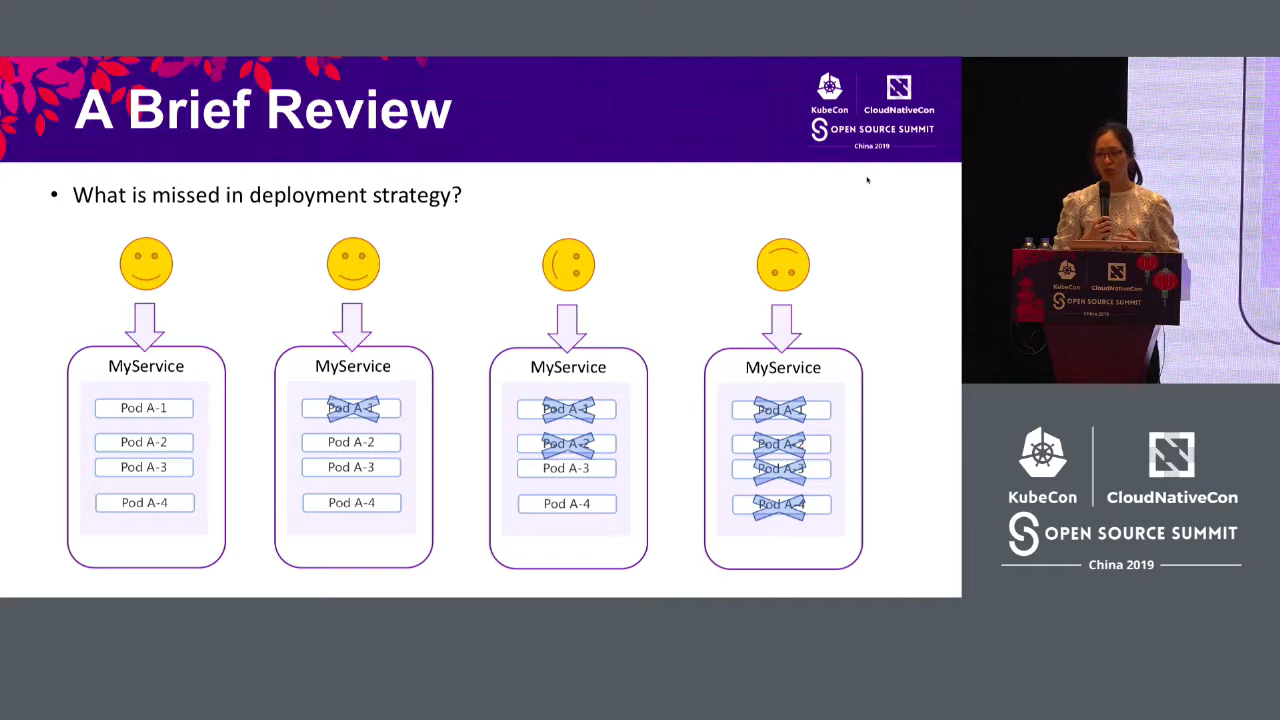 A Brief Review
KubeCon
CloudNativeCon
OPEN SOURCE SUMMIT
China 2019
• What is missed in deployment strategy?
MyService
Pod A-1
Pod A-2
Pod A-3
Pod A-4
MyService
Pod A-1
Pod A-2
Pod A-3
Pod A-4
MyService
Pod A-1
Pod A-2
Pod A-3
Pod A-4
MyService
Pod A-1
Pod A-2
Pod A-3
Pod A-4
KubeCon
CloudNativeCon
OPEN SOURCE SUMMIT
China 2019
KubeCon
CloudNativeCon
OPEN SOURCE SUMMIT
China 2019